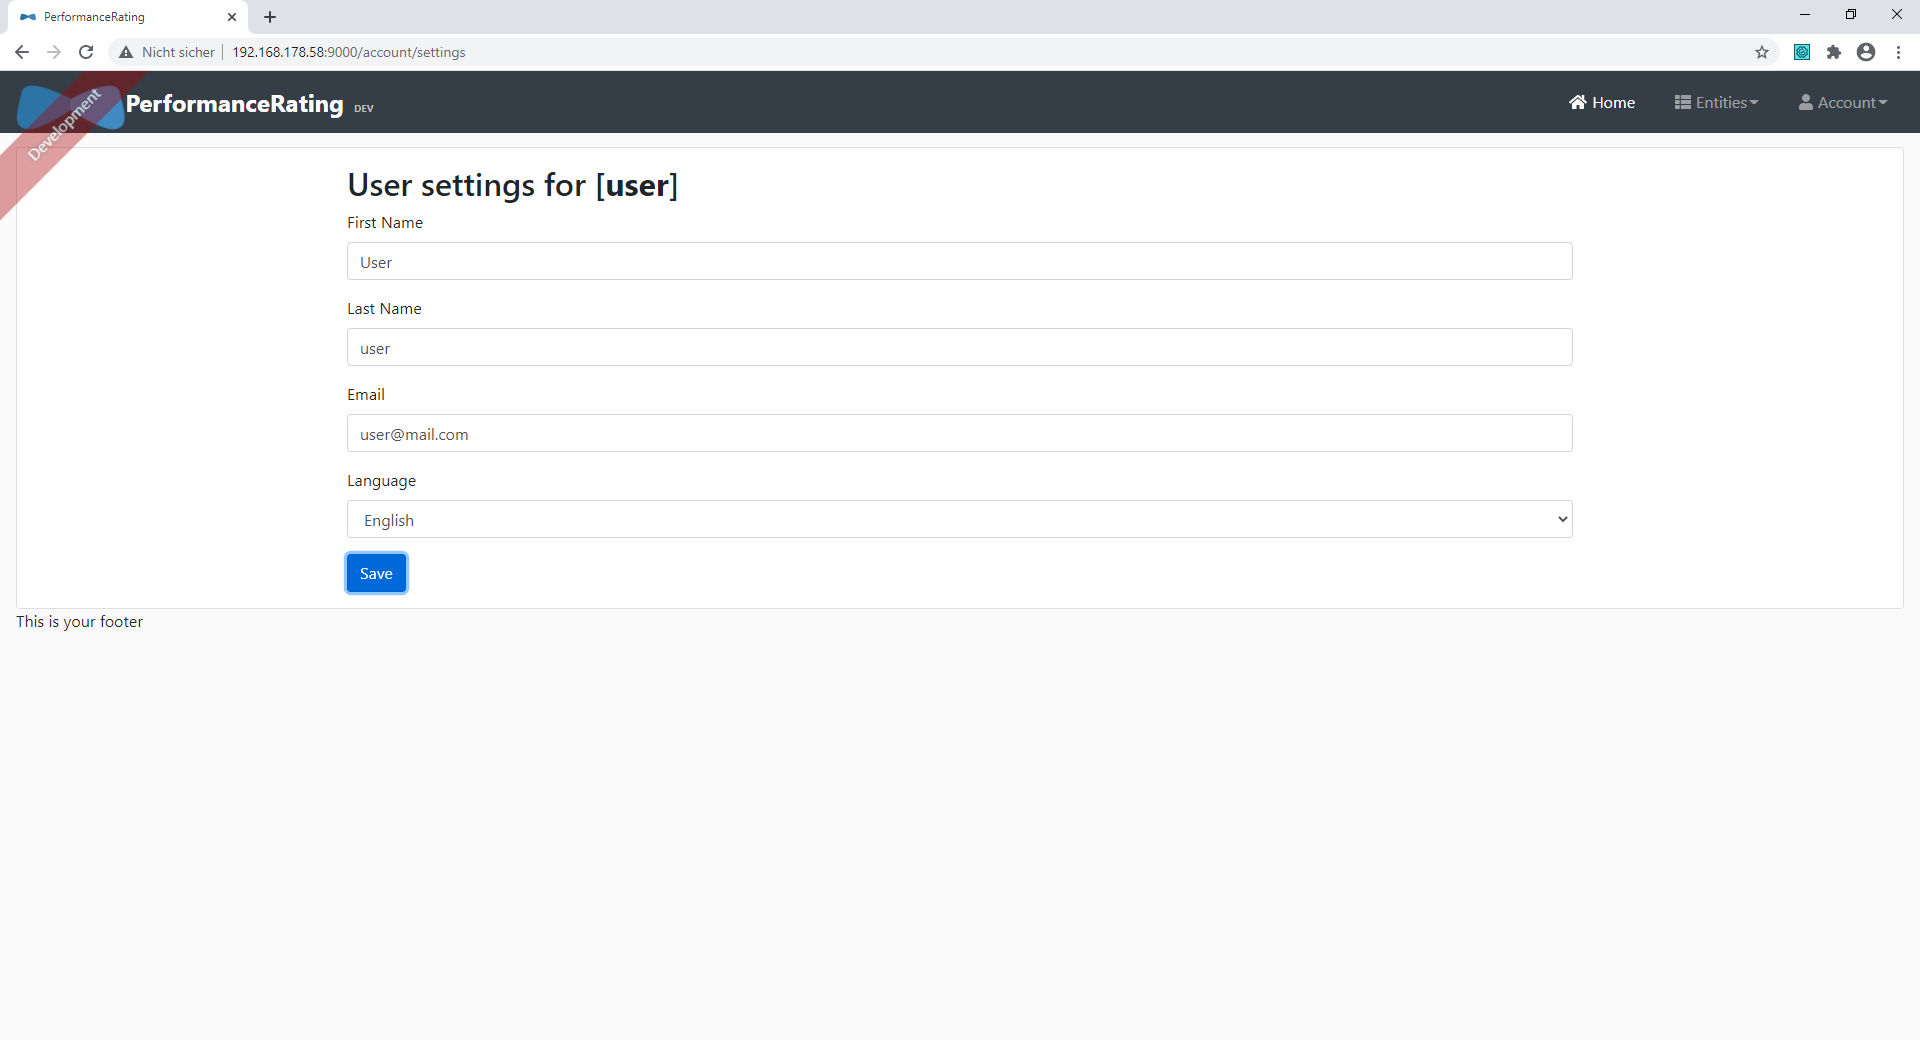 PerformanceRating
Nicht sicher 192.168.178.58:9000/account/settings
Development
PerformanceRating DEV Home Entities Account
User settings for [user]
First Name
User
Last Name
user
Email
user@mail.com
Language
English
Save
This is your footer